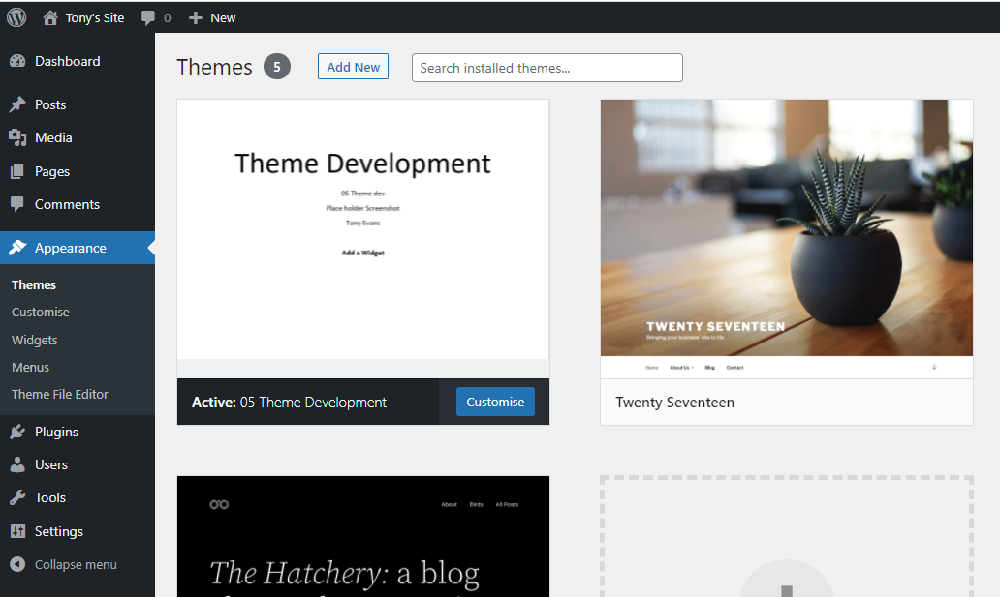 Tony's Site 0 New
Dashboard
Posts
Media
Pages
Comments
Appearance
Themes
Customise
Widgets
Menus
Theme File Editor
Plugins
Users
Tools
Settings
Collapse menu
Themes 5 Add New Search installed themes...
Theme Development
05 Theme dev
Place holder Screenshot
Tony Evans
Add a Widget
Active: 05 Theme Development Customise
TWENTY SEVENTEEN
Bringing your business' site to life
Home About Us Blog Contact
Twenty Seventeen
About Birds All Posts
The Hatchery: a blog